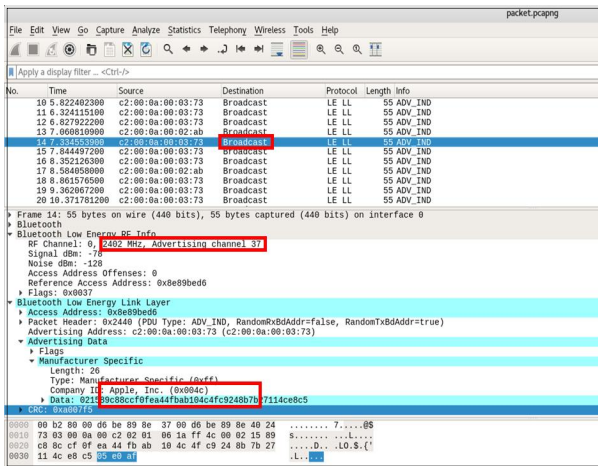 packet.pcapng
File Edit View Go Capture Analyze Statistics Telephony Wireless Tools Help
Apply a display filter ... <Ctrl-/>
No. Time Source Destination Protocol Length Info
10 5.822402300 c2:00:0a:00:03:73 Broadcast LE LL 55 ADV_IND
11 6.324115100 c2:00:0a:00:03:73 Broadcast LE LL 55 ADV_IND
12 6.827922200 c2:00:0a:00:03:73 Broadcast LE LL 55 ADV_IND
13 7.060810900 c2:00:0a:00:02:ab Broadcast LE LL 55 ADV_IND
14 7.334553900 c2:00:0a:00:03:73 Broadcast LE LL 55 ADV_IND
15 7.844497200 c2:00:0a:00:03:73 Broadcast LE LL 55 ADV_IND
16 8.352126300 c2:00:0a:00:03:73 Broadcast LE LL 55 ADV_IND
17 8.584058000 c2:00:0a:00:02:ab Broadcast LE LL 55 ADV_IND
18 8.861576500 c2:00:0a:00:03:73 Broadcast LE LL 55 ADV_IND
19 9.362067200 c2:00:0a:00:03:73 Broadcast LE LL 55 ADV_IND
20 10.371781200 c2:00:0a:00:03:73 Broadcast LE LL 55 ADV_IND
Frame 14: 55 bytes on wire (440 bits), 55 bytes captured (440 bits) on interface 0
Bluetooth
Bluetooth Low Energy RF Info
RF Channel: 0, 2402 MHz, Advertising channel 37
Signal dBm: -78
Noise dBm: -128
Access Address Offenses: 0
Reference Access Address: 0x8e89bed6
Flags: 0x0037
Bluetooth Low Energy Link Layer
Access Address: 0x8e89bed6
Packet Header: 0x2440 (PDU Type: ADV_IND, RandomRxBdAddr=false, RandomTxBdAddr=true)
Advertising Address: c2:00:0a:00:03:73 (c2:00:0a:00:03:73)
Advertising Data
Flags
Manufacturer Specific
Length: 26
Type: Manufacturer Specific (0xff)
Company ID: Apple, Inc. (0x004c)
Data: 021589c88ccf0fea44fbab104c4fc9248b7b27114ce8c5
CRC: 0xa007f5
0000 00 b2 80 00 d6 be 89 8e 37 00 d6 be 89 8e 40 24 ........ 7.....@$
0010 73 03 00 0a 00 c2 02 01 06 1a ff 4c 00 02 15 89 s....... ...L....
0020 c8 8c cf 0f ea 44 fb ab 10 4c 4f c9 24 8b 7b 27 .....D.. .LO.$.{'
0030 11 4c e8 c5 05 e0 af .L.....